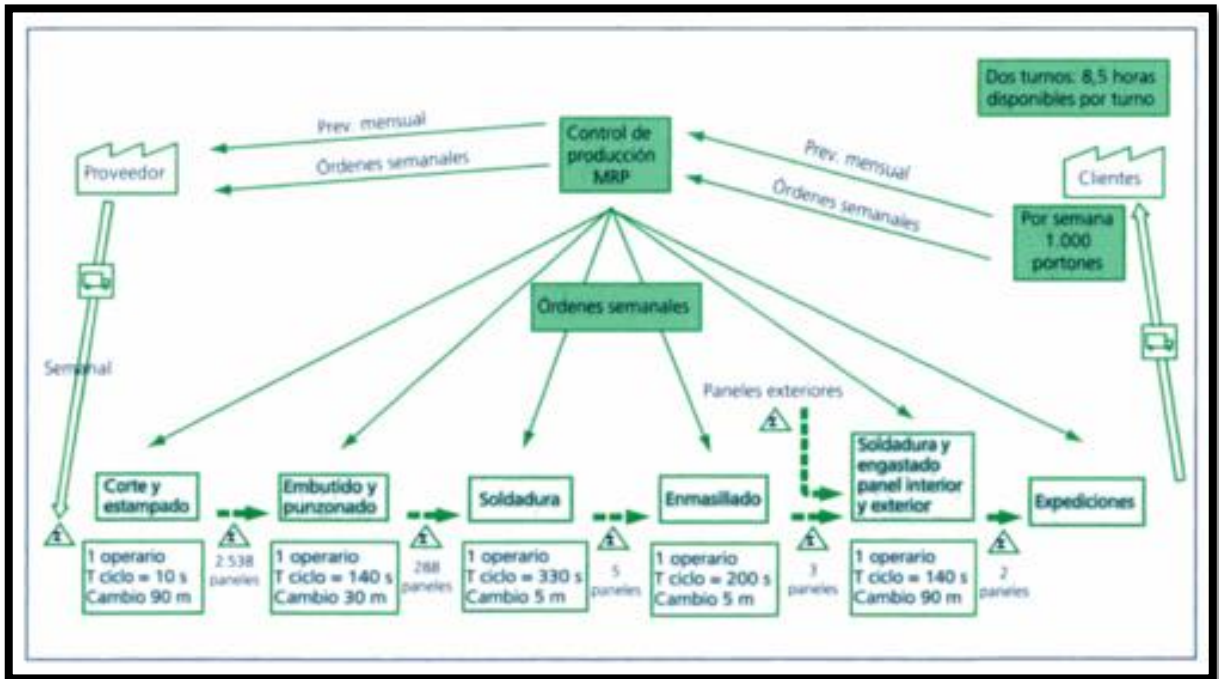 Dos turnos: 8,5 horas
disponibles por turno
Prev. mensual
Órdenes semanales
Control de
producción
MRP
Prev. mensual
Órdenes semanales
Proveedor
Clientes
Por semana
1.000
portones
Órdenes semanales
Semanal
Paneles exteriores
Corte y
estampado
Embutido y
punzonado
Soldadura
Enmasillado
Soldadura y
engastado
panel interior
y exterior
Expediciones
1 operario
T ciclo = 10 s
Cambio 90 m
2.538
paneles
1 operario
T ciclo = 140 s
Cambio 30 m
288
paneles
1 operario
T ciclo = 330 s
Cambio 5 m
5
paneles
1 operario
T ciclo = 200 s
Cambio 5 m
3
paneles
1 operario
T ciclo = 140 s
Cambio 90 m
2
paneles